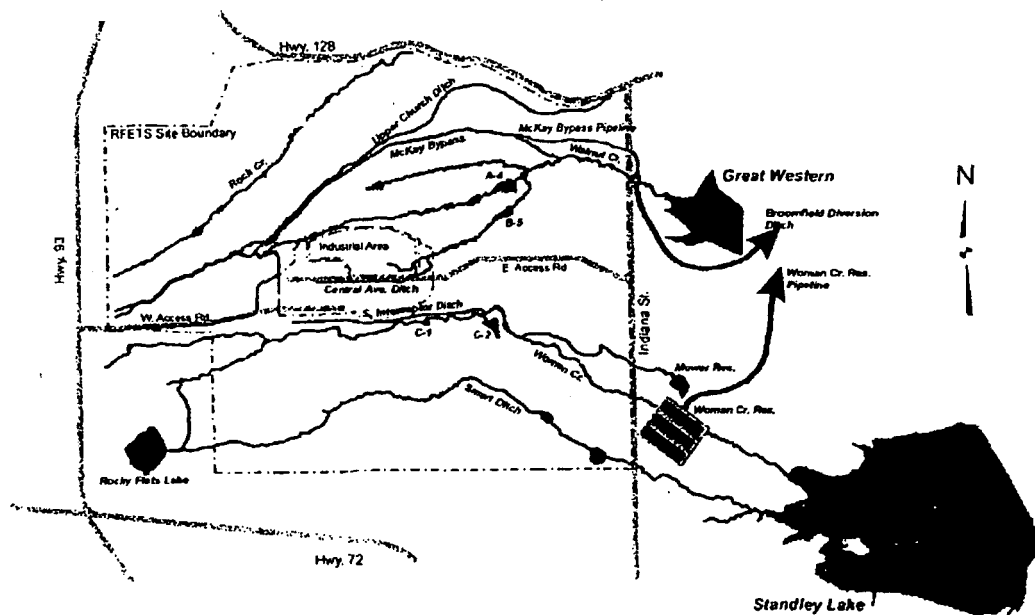 Hwy. 128
RFETS Site Boundary
Rock Cr.
Upper Church Ditch
McKay Bypass
McKay Bypass Pipeline
Walnut Cr.
A-4
B-5
Great Western
N
Broomfield Diversion
Ditch
Hwy. 93
Industrial Area
E Access Rd
Woman Cr. Res.
Pipeline
Central Ave. Ditch
S. Interceptor Ditch
W. Access Rd
C-1
C-2
Indiana St.
Woman Cr.
Mower Res.
Smart Ditch
Woman Cr. Res.
Rocky Flats Lake
Hwy. 72
Standley Lake